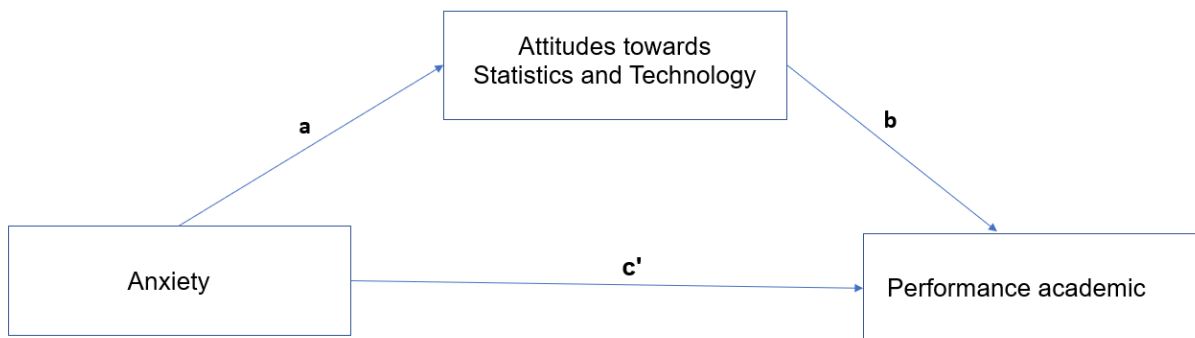 Attitudes towards
Statistics and Technology
a
b
Anxiety
c'
Performance academic